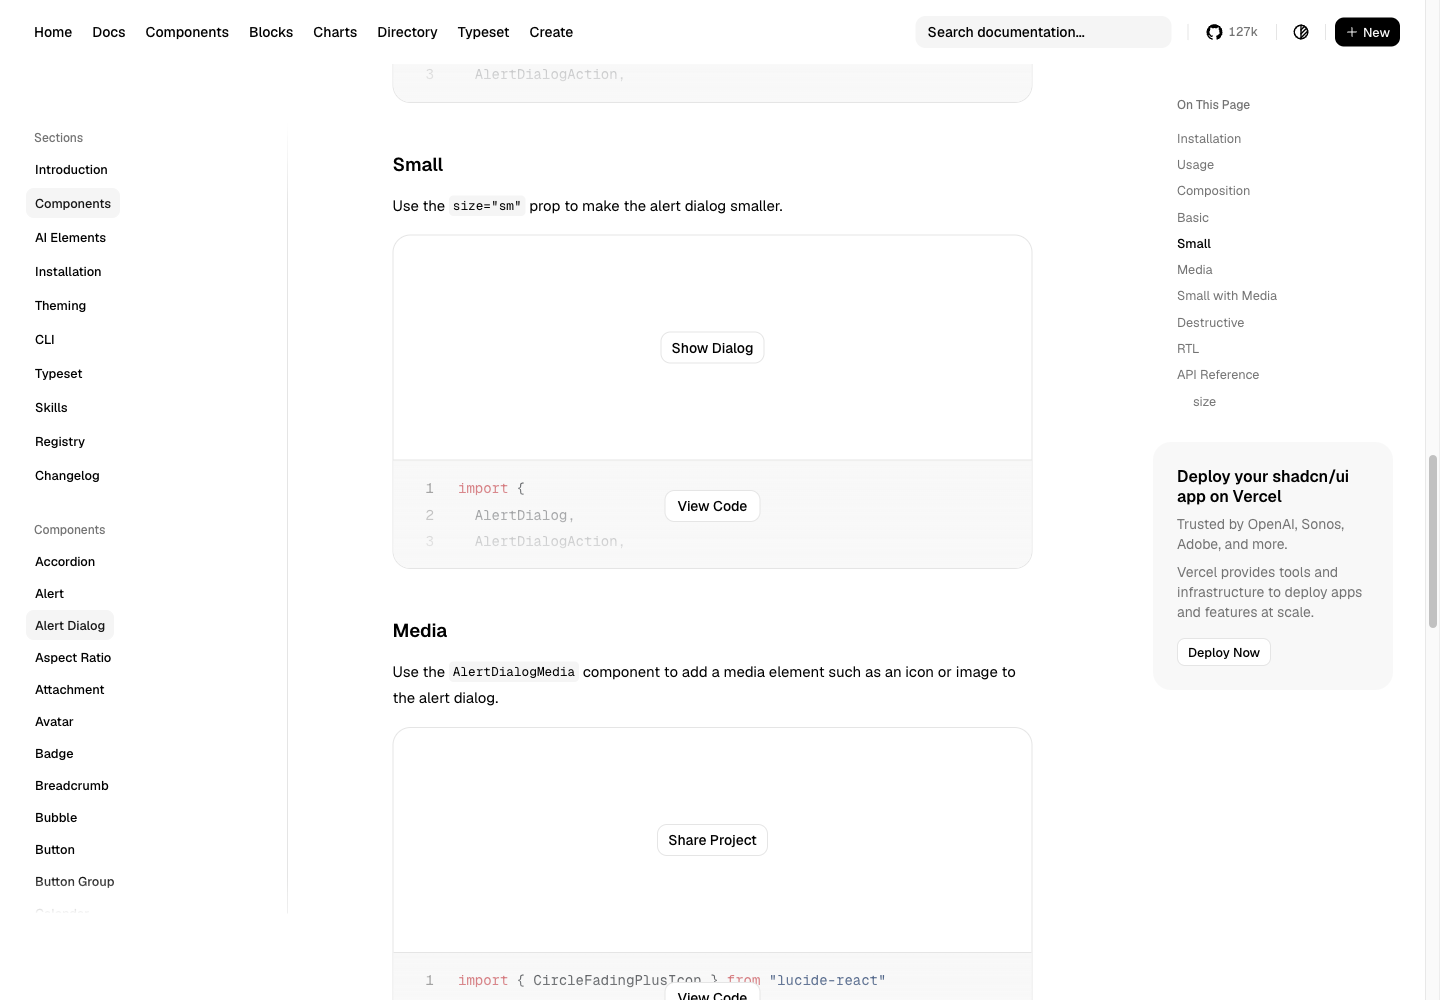 Home Docs Components Blocks Charts Directory Typeset Create
Search documentation...
127k
New
Sections
Introduction
Components
AI Elements
Installation
Theming
CLI
Typeset
Skills
Registry
Changelog
Components
Accordion
Alert
Alert Dialog
Aspect Ratio
Attachment
Avatar
Badge
Breadcrumb
Bubble
Button
Button Group
3 AlertDialogAction,
Small
Use the size="sm" prop to make the alert dialog smaller.
Show Dialog
1 import {
2 AlertDialog,
3 AlertDialogAction,
View Code
Media
Use the AlertDialogMedia component to add a media element such as an icon or image to
the alert dialog.
Share Project
1 import { CircleFadingPlusIcon } from "lucide-react"
View Code
On This Page
Installation
Usage
Composition
Basic
Small
Media
Small with Media
Destructive
RTL
API Reference
size
Deploy your shadcn/ui
app on Vercel
Trusted by OpenAI, Sonos,
Adobe, and more.
Vercel provides tools and
infrastructure to deploy apps
and features at scale.
Deploy Now